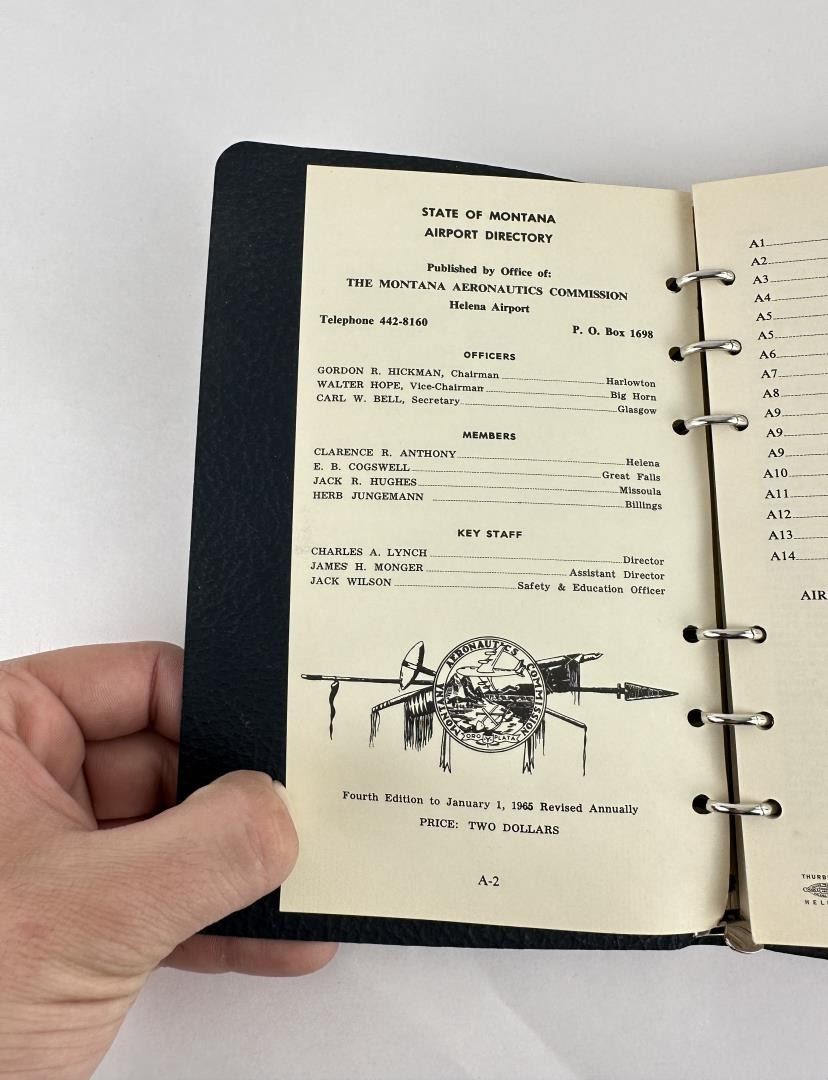 STATE OF MONTANA
AIRPORT DIRECTORY
Published by Office of:
THE MONTANA AERONAUTICS COMMISSION
Helena Airport
Telephone 442-8160 P. O. Box 1698
OFFICERS
GORDON R. HICKMAN, Chairman Harlowton
WALTER HOPE, Vice-Chairman Big Horn
CARL W. BELL, Secretary Glasgow
MEMBERS
CLARENCE R. ANTHONY Helena
E. B. COGSWELL Great Falls
JACK R. HUGHES Missoula
HERB JUNGEMANN Billings
KEY STAFF
CHARLES A. LYNCH Director
JAMES H. MONGER Assistant Director
JACK WILSON Safety & Education Officer
MONTANA AERONAUTICS COMMISSION
ORO Y PLATA
Fourth Edition to January 1, 1965 Revised Annually
PRICE: TWO DOLLARS
A-2
A1
A2
A3
A4
A5
A5
A6
A7
A8
A9
A9
A9
A10
A11
A12
A13
A14
AIR
THURB
HEL